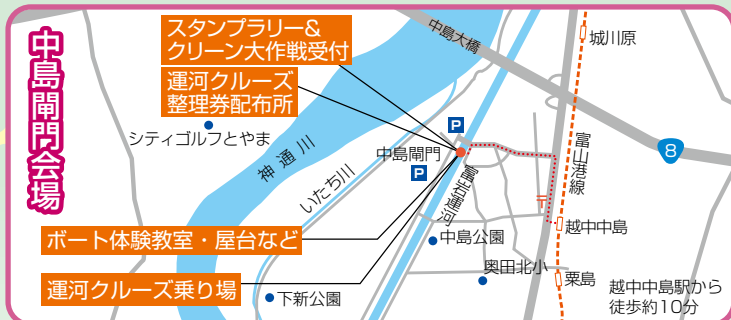 中島閘門会場
スタンプラリー&
クリーン大作戦受付
運河クルーズ
整理券配布所
シティゴルフとやま
神通川
いたち川
中島閘門
P
P
中島大橋
城川原
富山港線
8
富岩運河
〒
越中中島
中島公園
奥田北小
粟島
ボート体験教室・屋台など
運河クルーズ乗り場
下新公園
越中中島駅から
徒歩約10分